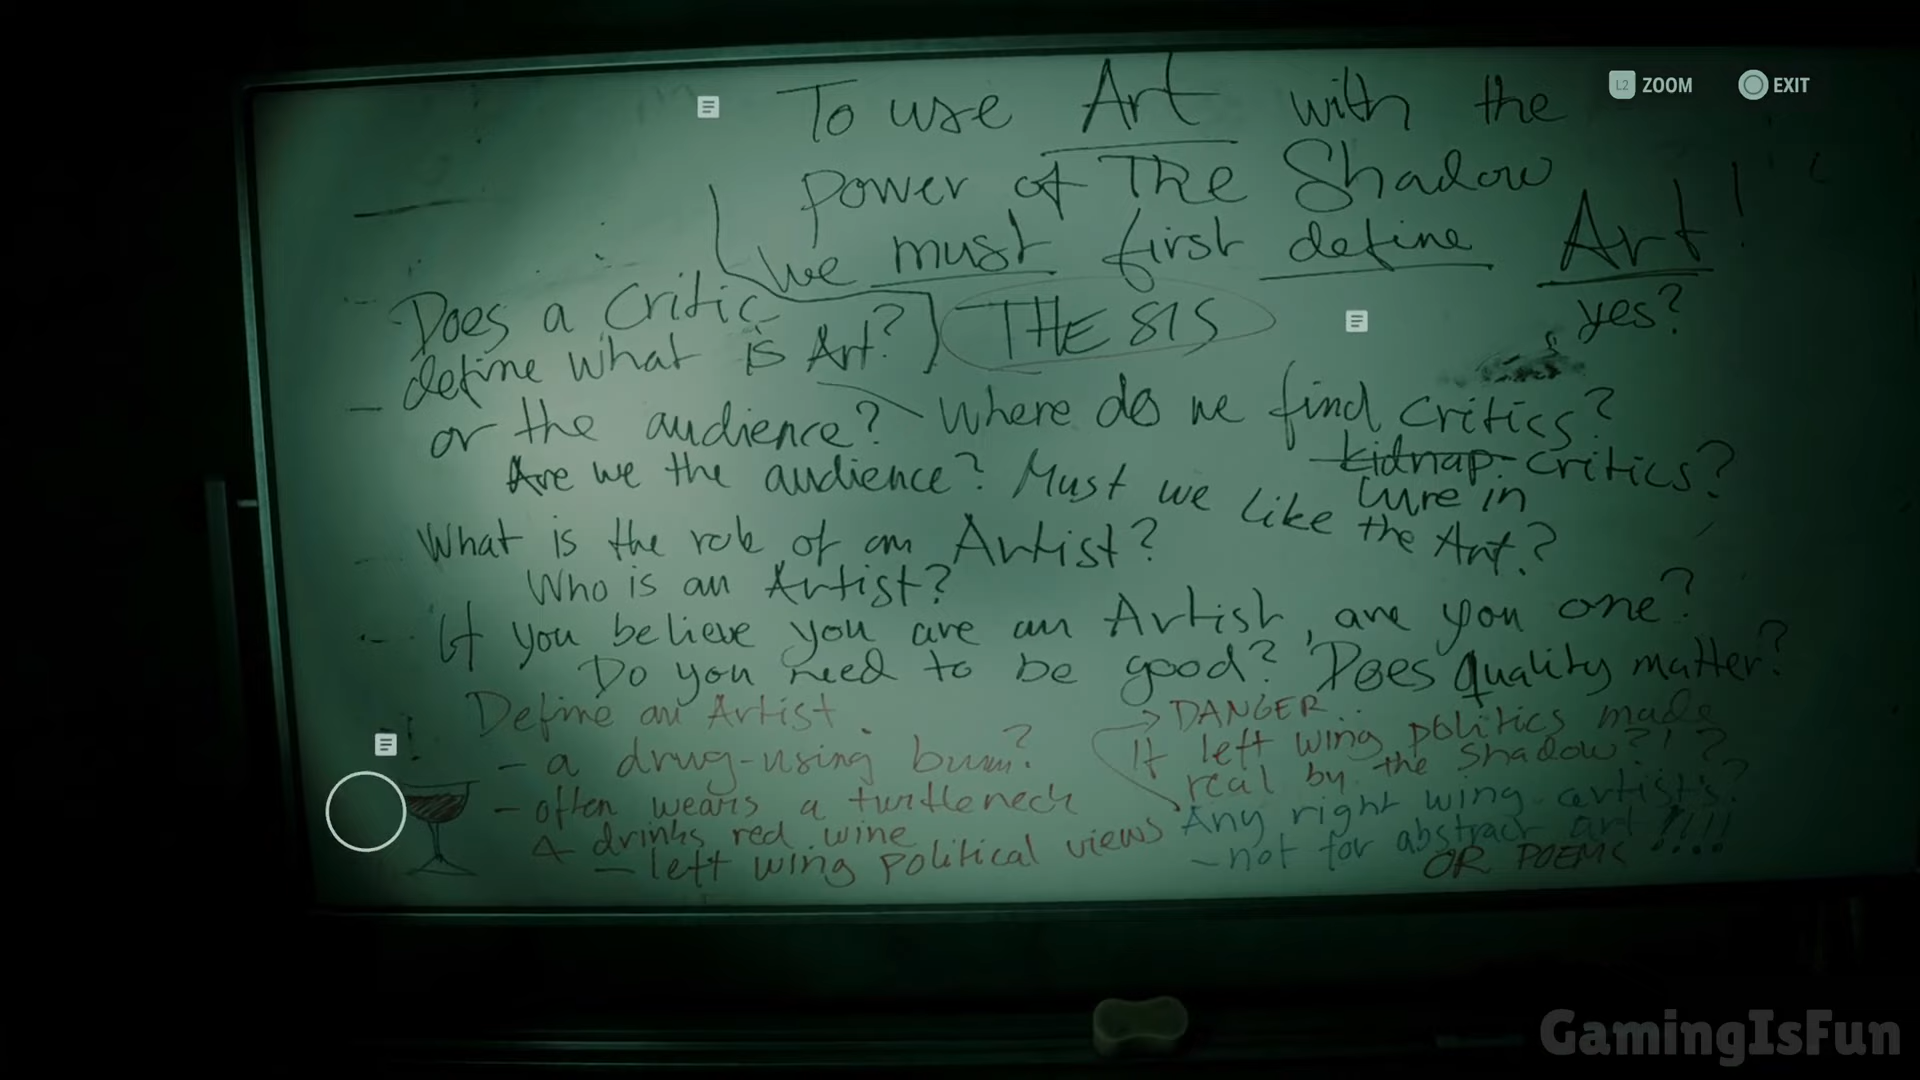 L2 ZOOM
EXIT
To use Art with the
power of The Shadow
we must first define Art!
yes?
THESIS
Does a Critic
define what is Art?
or the audience?
Where do we find critics?
kidnap critics?
lure in
Are we the audience? Must we like the Art?
What is the role of an Artist?
Who is an Artist?
If you believe you are an Artist, are you one?
Do you need to be good? Does quality matter?
Define an Artist
- a drug-using bum?
- often wears a turtleneck
& drinks red wine
- left wing political views
DANGER
If left wing politics made
real by the Shadow?!?
Any right wing artists?
- not for abstract art!!!!
OR POEMS
GamingIsFun